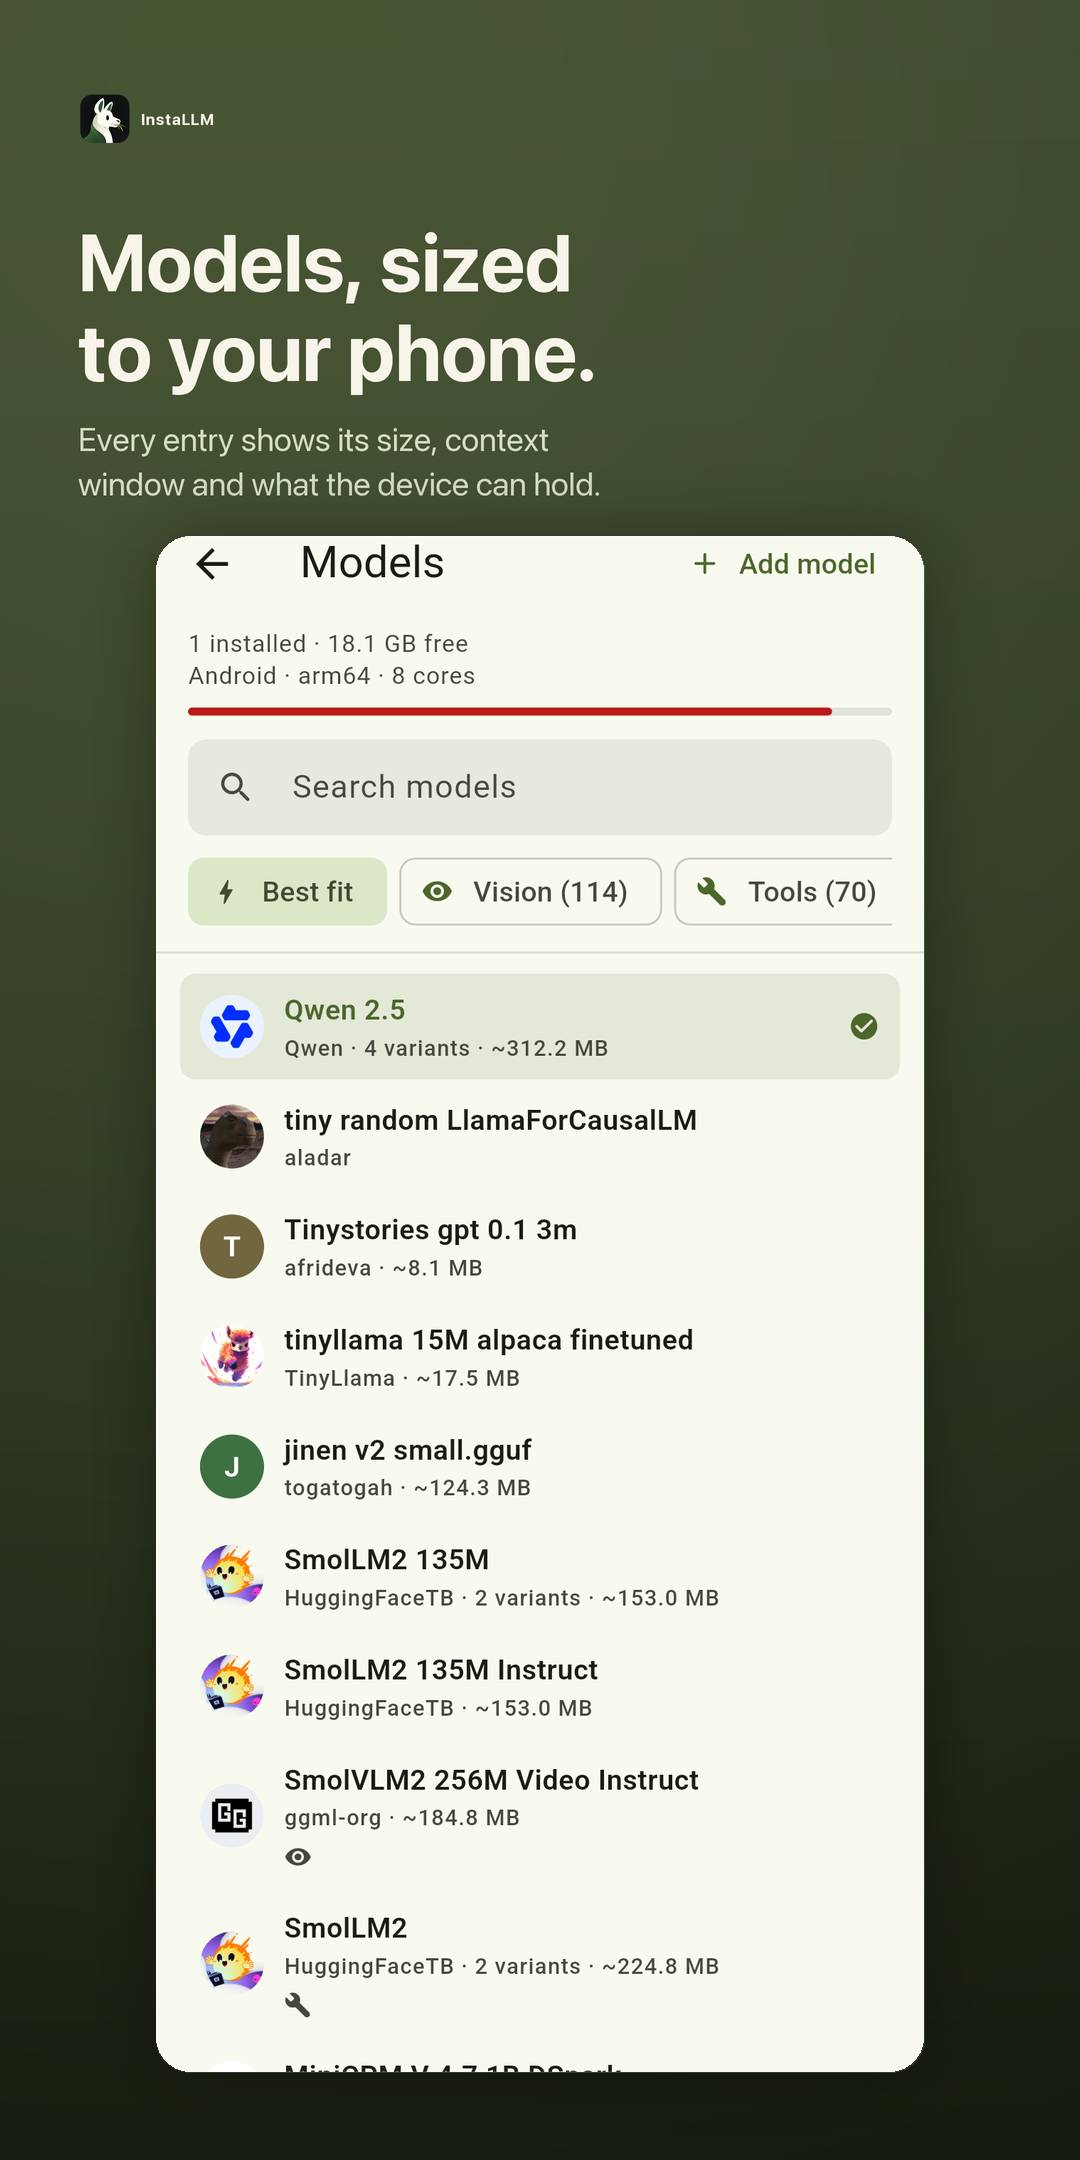 InstaLLM
Models, sized
to your phone.
Every entry shows its size, context
window and what the device can hold.
Models
Add model
1 installed · 18.1 GB free
Android · arm64 · 8 cores
Search models
Best fit
Vision (114)
Tools (70)
Qwen 2.5
Qwen · 4 variants · ~312.2 MB
tiny random LlamaForCausalLM
aladar
T
Tinystories gpt 0.1 3m
afrideva · ~8.1 MB
tinyllama 15M alpaca finetuned
TinyLlama · ~17.5 MB
J
jinen v2 small.gguf
togatogah · ~124.3 MB
SmolLM2 135M
HuggingFaceTB · 2 variants · ~153.0 MB
SmolLM2 135M Instruct
HuggingFaceTB · ~153.0 MB
GG
SmolVLM2 256M Video Instruct
ggml-org · ~184.8 MB
SmolLM2
HuggingFaceTB · 2 variants · ~224.8 MB